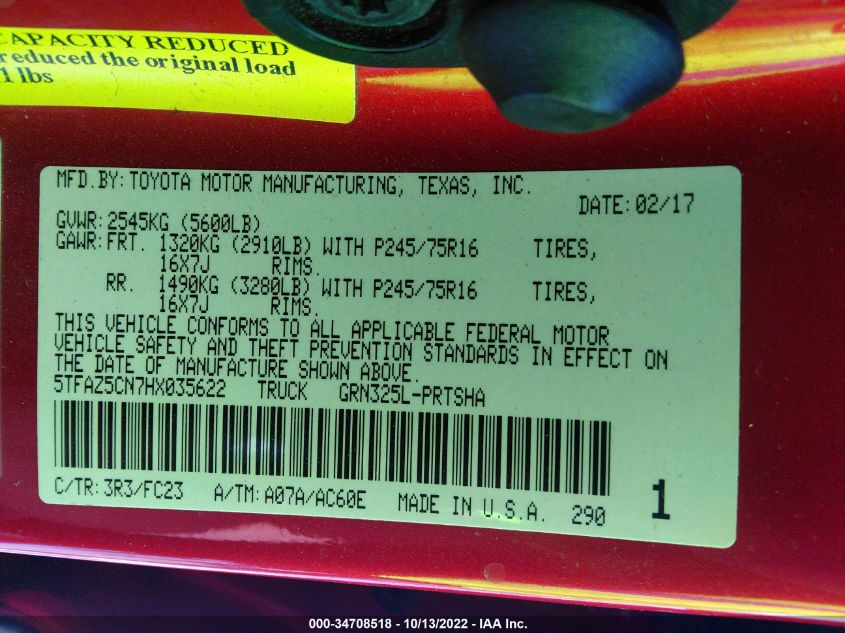 CAPACITY REDUCED
reduced the original load
1 lbs
MFD.BY: TOYOTA MOTOR MANUFACTURING, TEXAS, INC.
DATE: 02/17
GVWR: 2545KG (5600LB)
GAWR: FRT. 1320KG (2910LB) WITH P245/75R16 TIRES,
16X7J RIMS.
RR. 1490KG (3280LB) WITH P245/75R16 TIRES,
16X7J RIMS.
THIS VEHICLE CONFORMS TO ALL APPLICABLE FEDERAL MOTOR
VEHICLE SAFETY AND THEFT PREVENTION STANDARDS IN EFFECT ON
THE DATE OF MANUFACTURE SHOWN ABOVE.
5TFAZ5CN7HX035622 TRUCK GRN325L-PRTSHA
C/TR: 3R3/FC23 A/TM: A07A/AC60E MADE IN U.S.A. 290
1
000-34708518 - 10/13/2022 - IAA Inc.